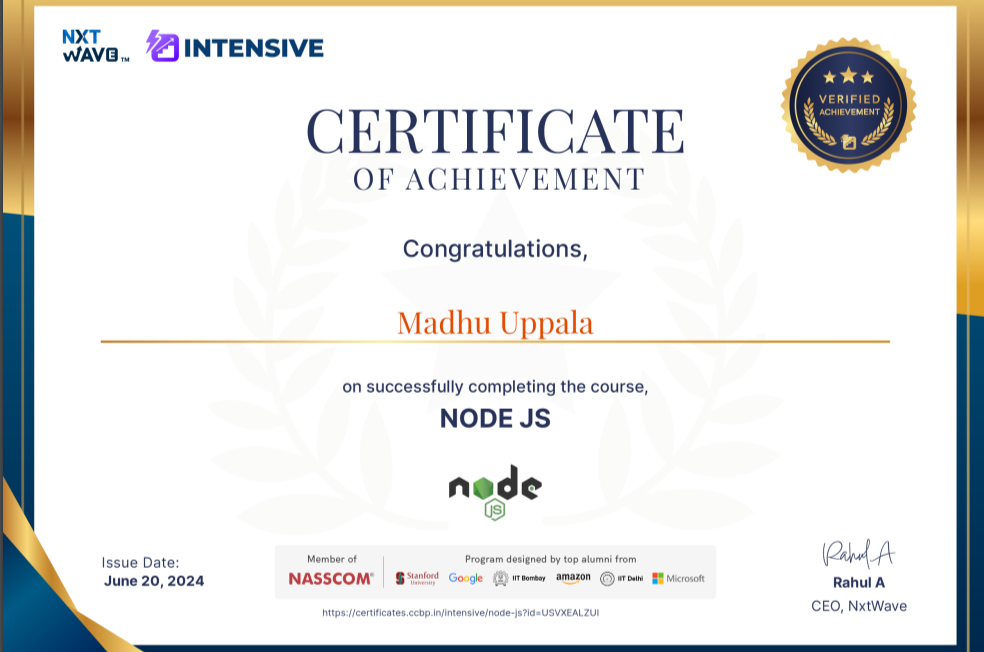 NXT
WAVE™
INTENSIVE
VERIFIED
ACHIEVEMENT
CERTIFICATE
OF ACHIEVEMENT
Congratulations,
Madhu Uppala
on successfully completing the course,
NODE JS
node
JS
Issue Date:
June 20, 2024
Member of
NASSCOM®
Program designed by top alumni from
Stanford
University
Google
IIT Bombay
amazon
IIT Delhi
Microsoft
https://certificates.ccbp.in/intensive/node-js?id=USVXEALZUI
Rahul A
Rahul A
CEO, NxtWave